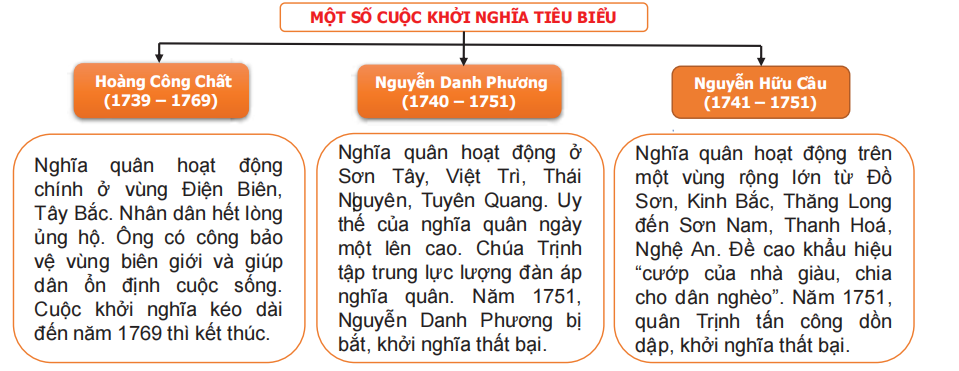 MỘT SỐ CUỘC KHỞI NGHĨA TIÊU BIỂU
Hoàng Công Chất
(1739 – 1769)
Nghĩa quân hoạt động
chính ở vùng Điện Biên,
Tây Bắc. Nhân dân hết lòng
ủng hộ. Ông có công bảo
vệ vùng biên giới và giúp
dân ổn định cuộc sống.
Cuộc khởi nghĩa kéo dài
đến năm 1769 thì kết thúc.
Nguyễn Danh Phương
(1740 – 1751)
Nghĩa quân hoạt động ở
Sơn Tây, Việt Trì, Thái
Nguyên, Tuyên Quang. Uy
thế của nghĩa quân ngày
một lên cao. Chúa Trịnh
tập trung lực lượng đàn áp
nghĩa quân. Năm 1751,
Nguyễn Danh Phương bị
bắt, khởi nghĩa thất bại.
Nguyễn Hữu Cầu
(1741 – 1751)
Nghĩa quân hoạt động trên
một vùng rộng lớn từ Đồ
Sơn, Kinh Bắc, Thăng Long
đến Sơn Nam, Thanh Hoá,
Nghệ An. Đề cao khẩu hiệu
“cướp của nhà giàu, chia
cho dân nghèo”. Năm 1751,
quân Trịnh tấn công dồn
dập, khởi nghĩa thất bại.